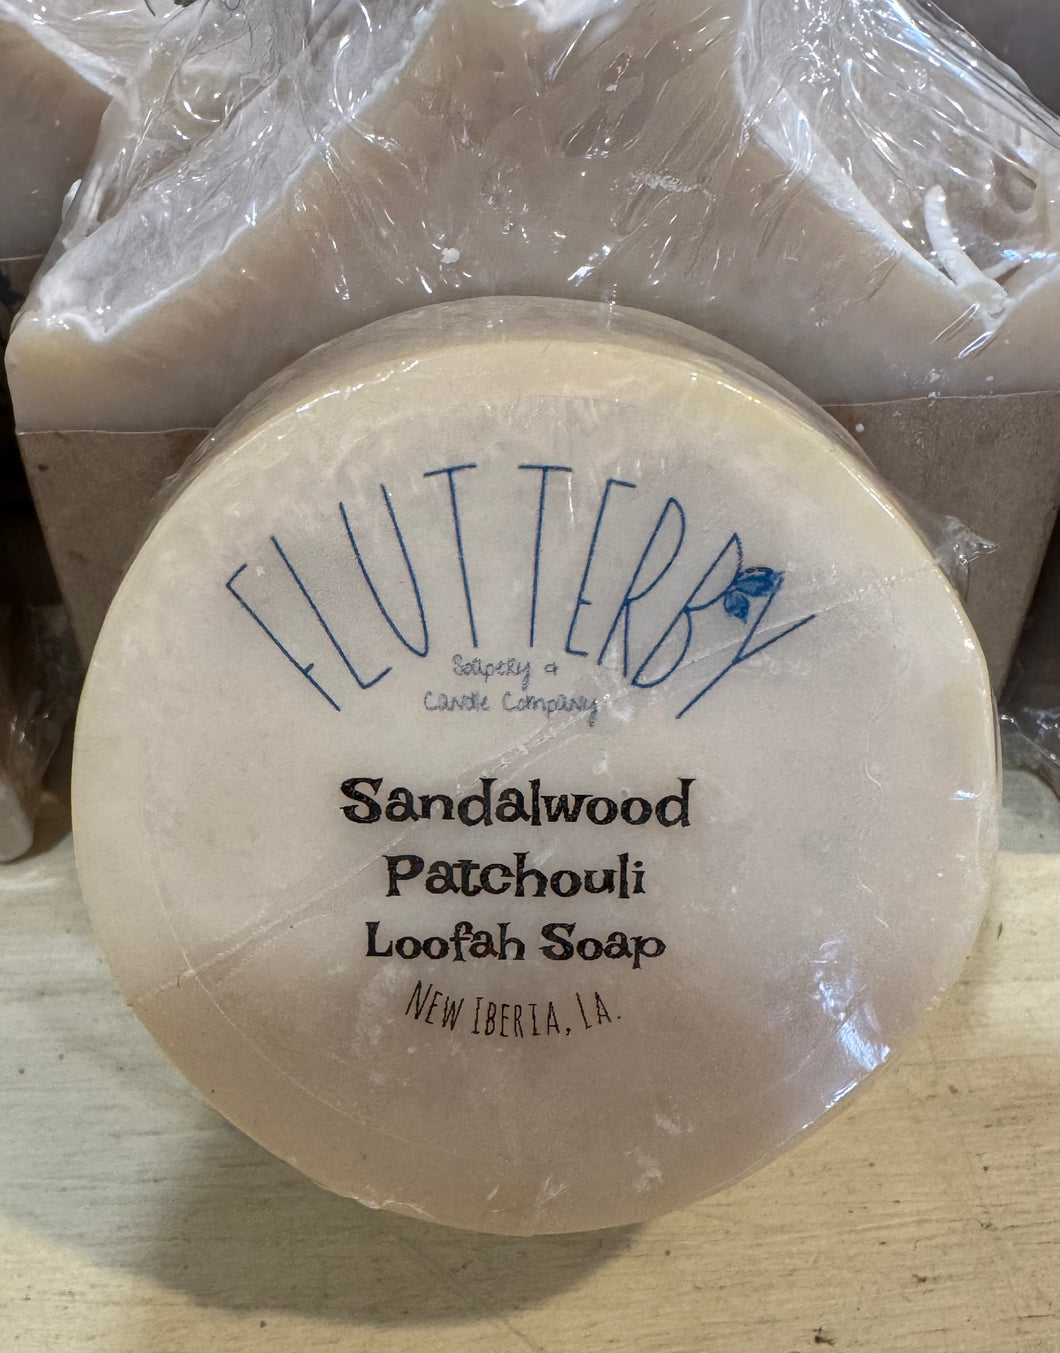 FLUTTERBY
Soapery &
Candle Company
Sandalwood
Patchouli
Loofah Soap
NEW IBERIA, LA.